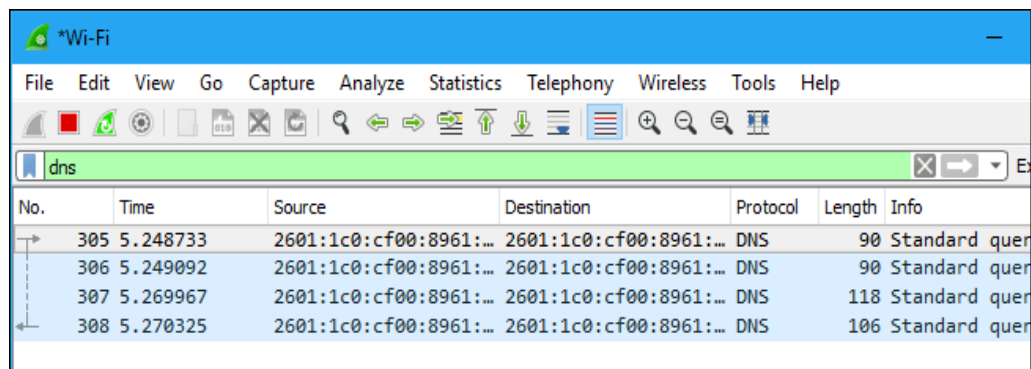 *Wi-Fi
File Edit View Go Capture Analyze Statistics Telephony Wireless Tools Help
dns
No. Time Source Destination Protocol Length Info
305 5.248733 2601:1c0:cf00:8961:… 2601:1c0:cf00:8961:… DNS 90 Standard quer
306 5.249092 2601:1c0:cf00:8961:… 2601:1c0:cf00:8961:… DNS 90 Standard quer
307 5.269967 2601:1c0:cf00:8961:… 2601:1c0:cf00:8961:… DNS 118 Standard quer
308 5.270325 2601:1c0:cf00:8961:… 2601:1c0:cf00:8961:… DNS 106 Standard quer